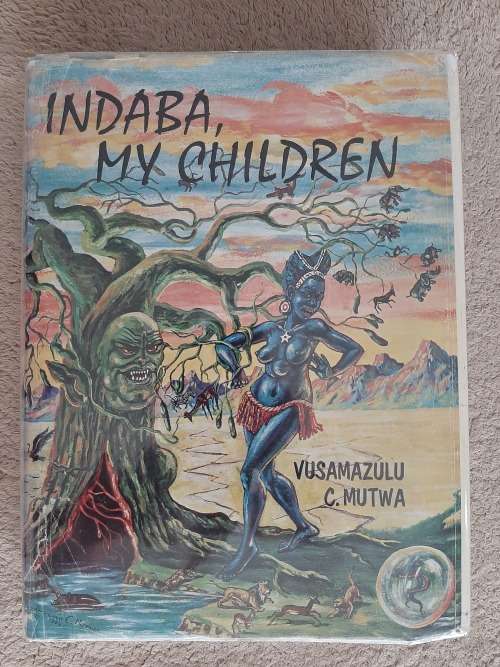 INDABA,
MY CHILDREN
VUSAMAZULU
C. MUTWA